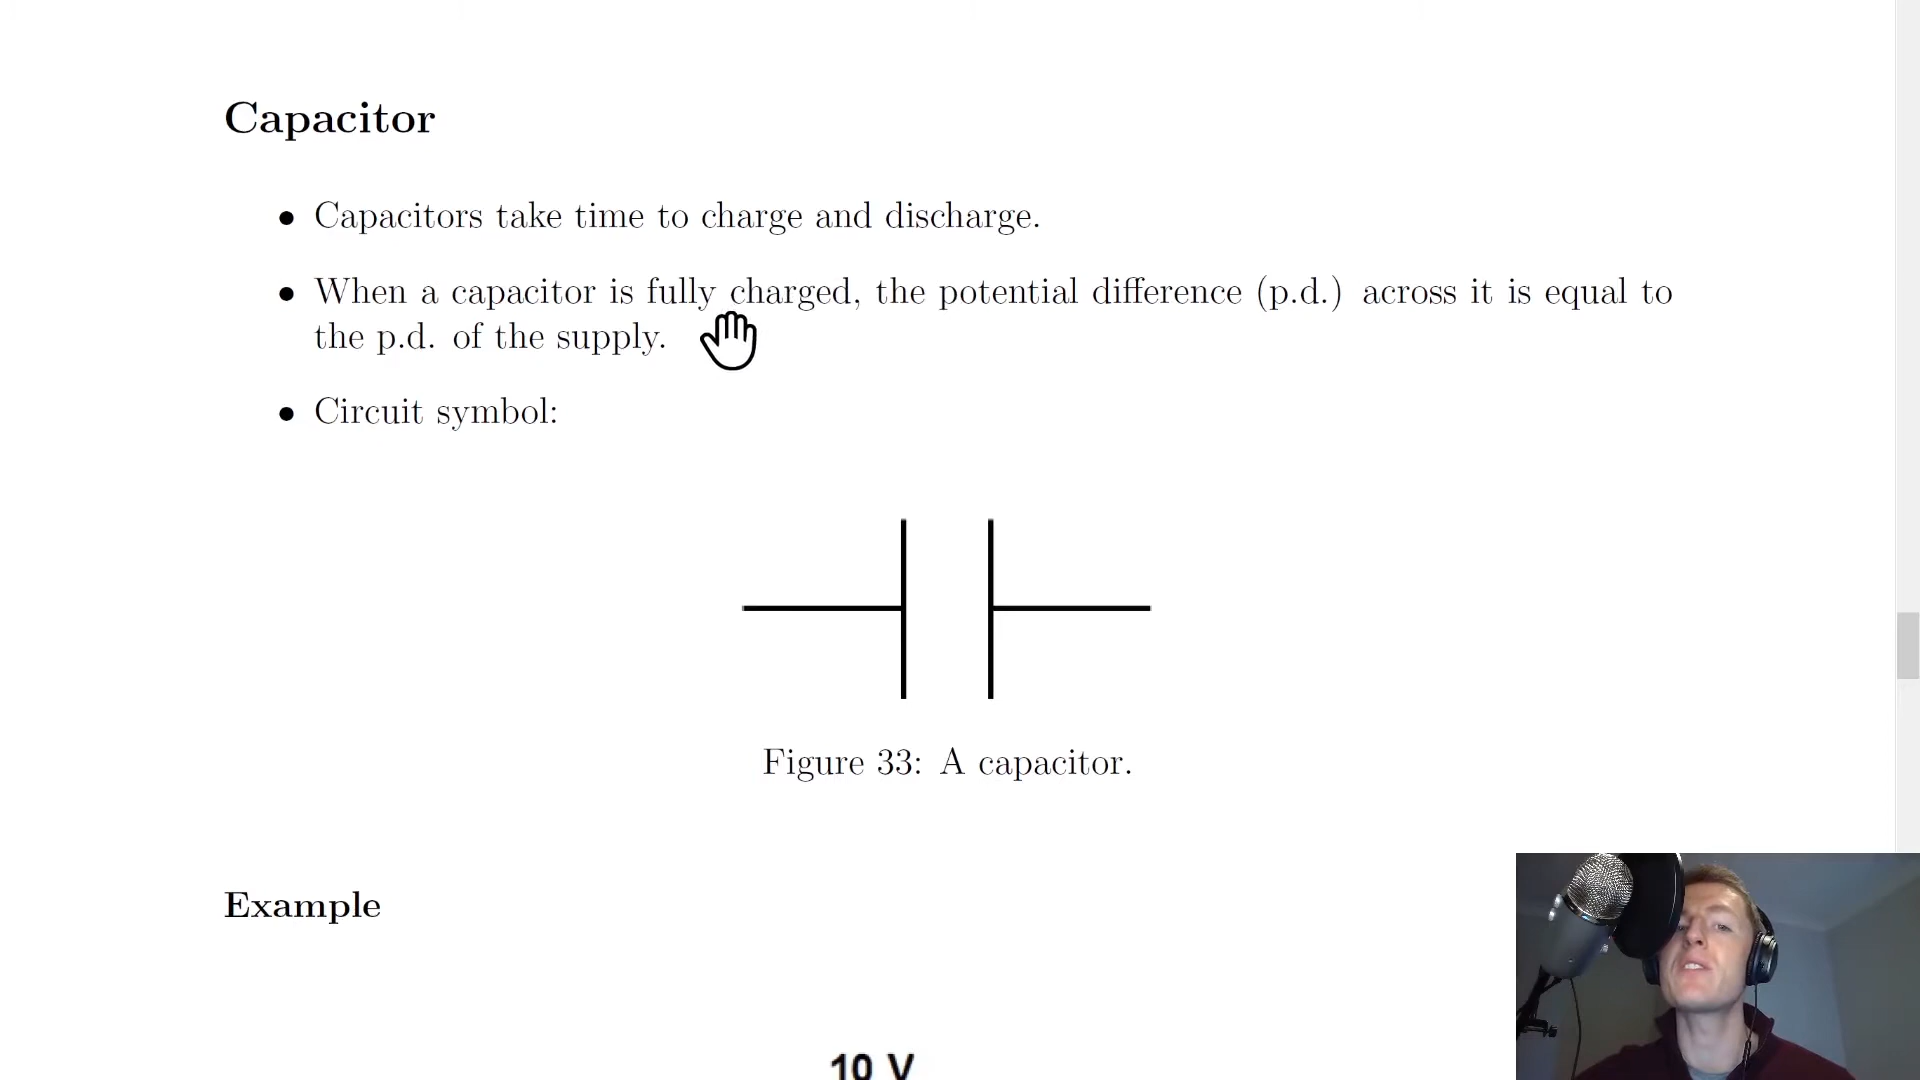 Capacitor
• Capacitors take time to charge and discharge.
• When a capacitor is fully charged, the potential difference (p.d.) across it is equal to
the p.d. of the supply.
• Circuit symbol:
Figure 33: A capacitor.
Example
10 V